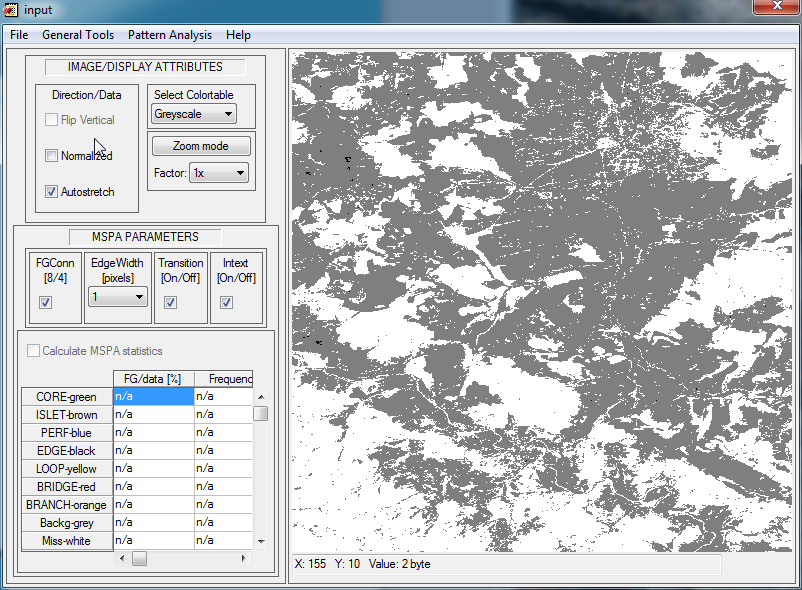 input
File General Tools Pattern Analysis Help
IMAGE/DISPLAY ATTRIBUTES
Direction/Data
Flip Vertical
Normalized
Autostretch
Select Colortable
Greyscale
Zoom mode
Factor: 1x
MSPA PARAMETERS
FGConn
[8/4]
EdgeWidth
[pixels]
1
Transition
[On/Off]
Intext
[On/Off]
Calculate MSPA statistics
FG/data [%] Frequenc
CORE-green n/a n/a
ISLET-brown n/a n/a
PERF-blue n/a n/a
EDGE-black n/a n/a
LOOP-yellow n/a n/a
BRIDGE-red n/a n/a
BRANCH-orange n/a n/a
Backg-grey n/a n/a
Miss-white n/a n/a
X: 155 Y: 10 Value: 2 byte